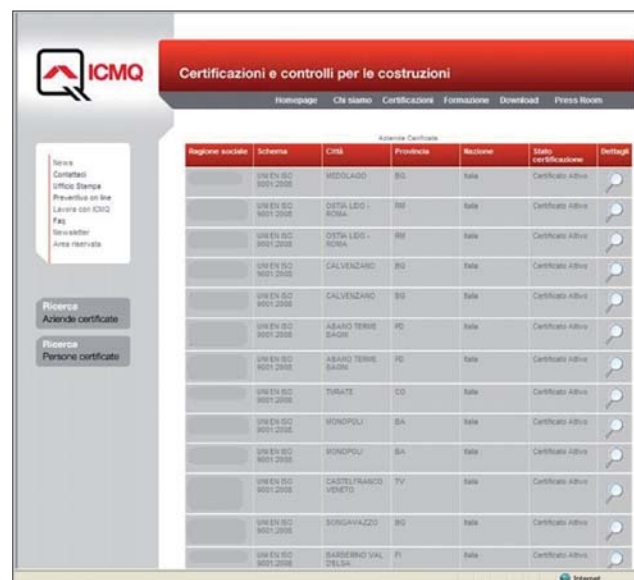 ICMQ
Certificazioni e controlli per le costruzioni
Homepage Chi siamo Certificazioni Formazione Download Press Room
Aziende Certificate
Ragione sociale Schema Città Provincia Nazione Stato certificazione Dettagli
News
Contattaci
Ufficio Stampa
Preventivo on line
Lavora con ICMQ
Faq
Newsletter
Area riservata
Ricerca
Aziende certificate
Ricerca
Persone certificate
UNI EN ISO 9001:2008 MEDOLAGO BG Italia Certificato Attivo
UNI EN ISO 9001:2008 OSTIA LIDO - ROMA RM Italia Certificato Attivo
UNI EN ISO 9001:2008 OSTIA LIDO - ROMA RM Italia Certificato Attivo
UNI EN ISO 9001:2008 CALVENZANO BG Italia Certificato Attivo
UNI EN ISO 9001:2008 CALVENZANO BG Italia Certificato Attivo
UNI EN ISO 9001:2008 ABANO TERME BAGNI PD Italia Certificato Attivo
UNI EN ISO 9001:2008 ABANO TERME BAGNI PD Italia Certificato Attivo
UNI EN ISO 9001:2008 TURATE CO Italia Certificato Attivo
UNI EN ISO 9001:2008 MONOPOLI BA Italia Certificato Attivo
UNI EN ISO 9001:2008 MONOPOLI BA Italia Certificato Attivo
UNI EN ISO 9001:2008 CASTELFRANCO VENETO TV Italia Certificato Attivo
UNI EN ISO 9001:2008 SONGAVAZZO BG Italia Certificato Attivo
UNI EN ISO 9001:2008 BARBERINO VAL D'ELSA FI Italia Certificato Attivo
Internet